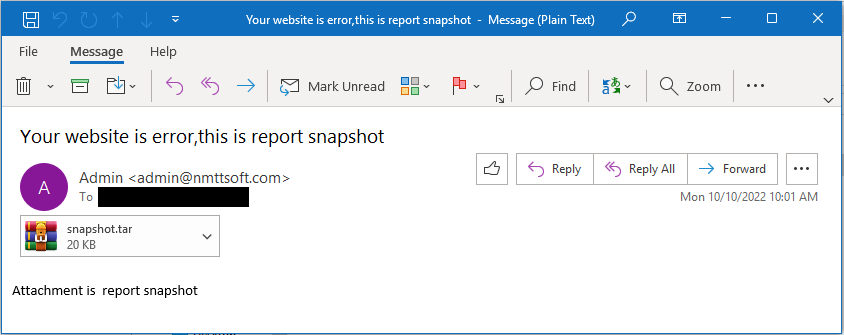 Your website is error,this is report snapshot - Message (Plain Text)
File Message Help
Mark Unread Find Zoom
Your website is error,this is report snapshot
A
Admin <admin@nmttsoft.com>
To
Reply Reply All Forward
Mon 10/10/2022 10:01 AM
snapshot.tar
20 KB
Attachment is report snapshot